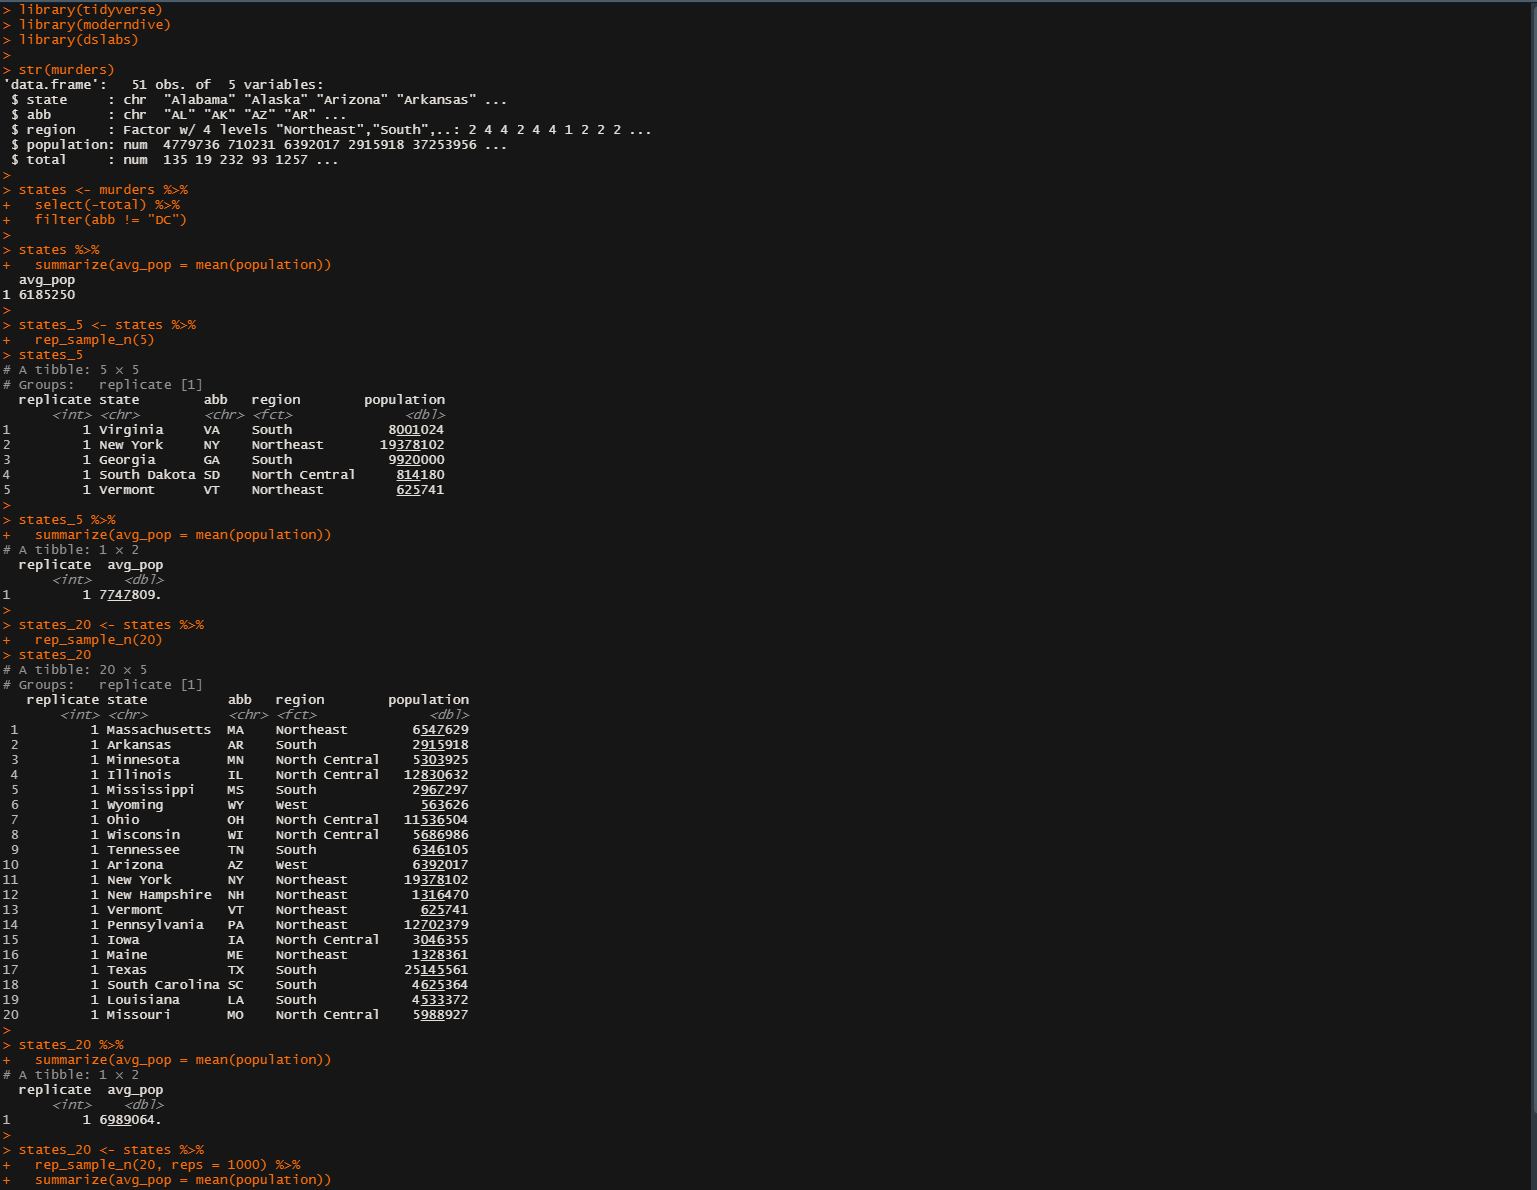 > library(tidyverse)
> library(moderndive)
> library(dslabs)
>
> str(murders)
'data.frame':   51 obs. of  5 variables:
 $ state     : chr  "Alabama" "Alaska" "Arizona" "Arkansas" ...
 $ abb       : chr  "AL" "AK" "AZ" "AR" ...
 $ region    : Factor w/ 4 levels "Northeast","South",..: 2 4 4 2 4 4 1 2 2 2 ...
 $ population: num  4779736 710231 6392017 2915918 37253956 ...
 $ total     : num  135 19 232 93 1257 ...
>
> states <- murders %>%
+   select(-total) %>%
+   filter(abb != "DC")
>
> states %>%
+   summarize(avg_pop = mean(population))
  avg_pop
1 6185250
>
> states_5 <- states %>%
+   rep_sample_n(5)
> states_5
# A tibble: 5 × 5
# Groups:   replicate [1]
  replicate state        abb   region        population
      <int> <chr>        <chr> <fct>              <dbl>
1         1 Virginia     VA    South            8001024
2         1 New York     NY    Northeast       19378102
3         1 Georgia      GA    South            9920000
4         1 South Dakota SD    North Central     814180
5         1 Vermont      VT    Northeast         625741
>
> states_5 %>%
+   summarize(avg_pop = mean(population))
# A tibble: 1 × 2
  replicate  avg_pop
      <int>    <dbl>
1         1 7747809.
>
> states_20 <- states %>%
+   rep_sample_n(20)
> states_20
# A tibble: 20 × 5
# Groups:   replicate [1]
   replicate state          abb   region        population
       <int> <chr>          <chr> <fct>              <dbl>
 1         1 Massachusetts  MA    Northeast        6547629
 2         1 Arkansas       AR    South            2915918
 3         1 Minnesota      MN    North Central    5303925
 4         1 Illinois       IL    North Central   12830632
 5         1 Mississippi    MS    South            2967297
 6         1 Wyoming        WY    West              563626
 7         1 Ohio           OH    North Central   11536504
 8         1 Wisconsin      WI    North Central    5686986
 9         1 Tennessee      TN    South            6346105
10         1 Arizona        AZ    West             6392017
11         1 New York       NY    Northeast       19378102
12         1 New Hampshire  NH    Northeast        1316470
13         1 Vermont        VT    Northeast         625741
14         1 Pennsylvania   PA    Northeast       12702379
15         1 Iowa           IA    North Central    3046355
16         1 Maine          ME    Northeast        1328361
17         1 Texas          TX    South           25145561
18         1 South Carolina SC    South            4625364
19         1 Louisiana      LA    South            4533372
20         1 Missouri       MO    North Central    5988927
>
> states_20 %>%
+   summarize(avg_pop = mean(population))
# A tibble: 1 × 2
  replicate  avg_pop
      <int>    <dbl>
1         1 6989064.
>
> states_20 <- states %>%
+   rep_sample_n(20, reps = 1000) %>%
+   summarize(avg_pop = mean(population))